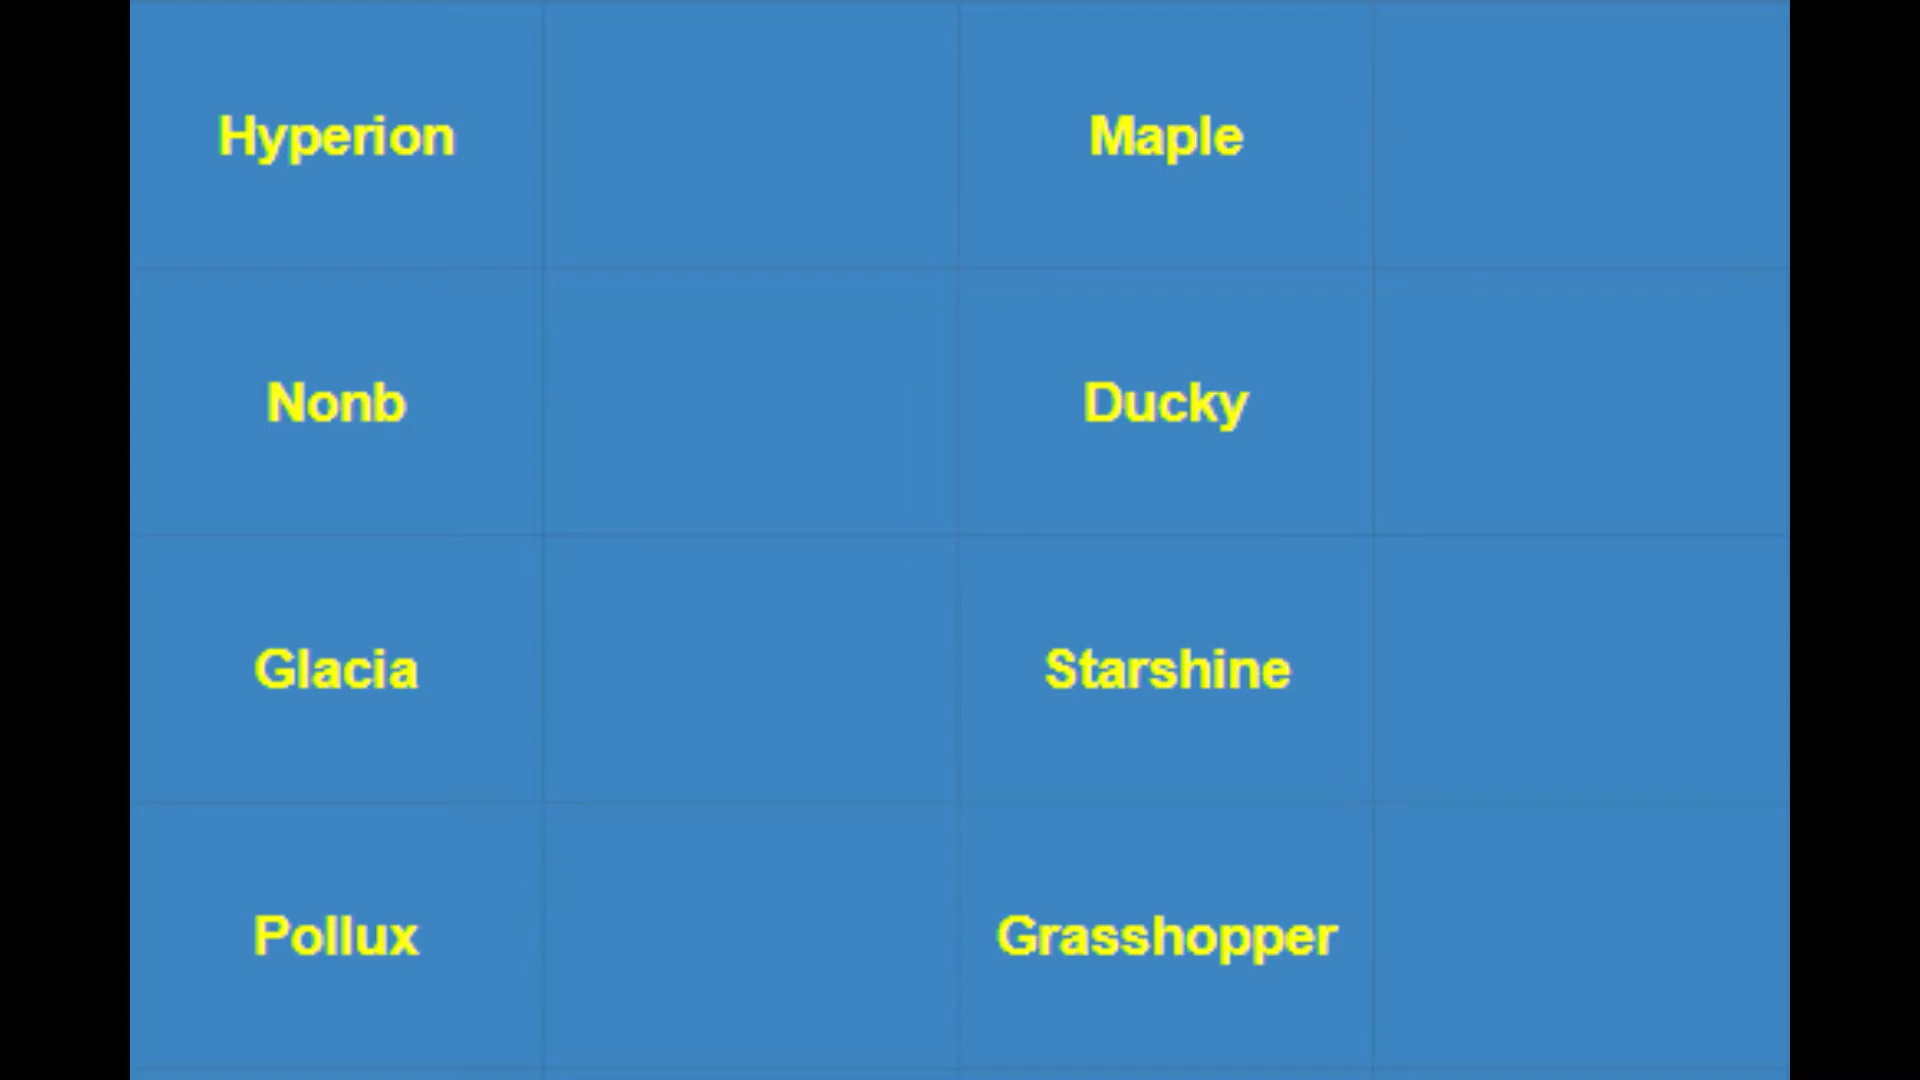 Hyperion Maple
Nonb Ducky
Glacia Starshine
Pollux Grasshopper